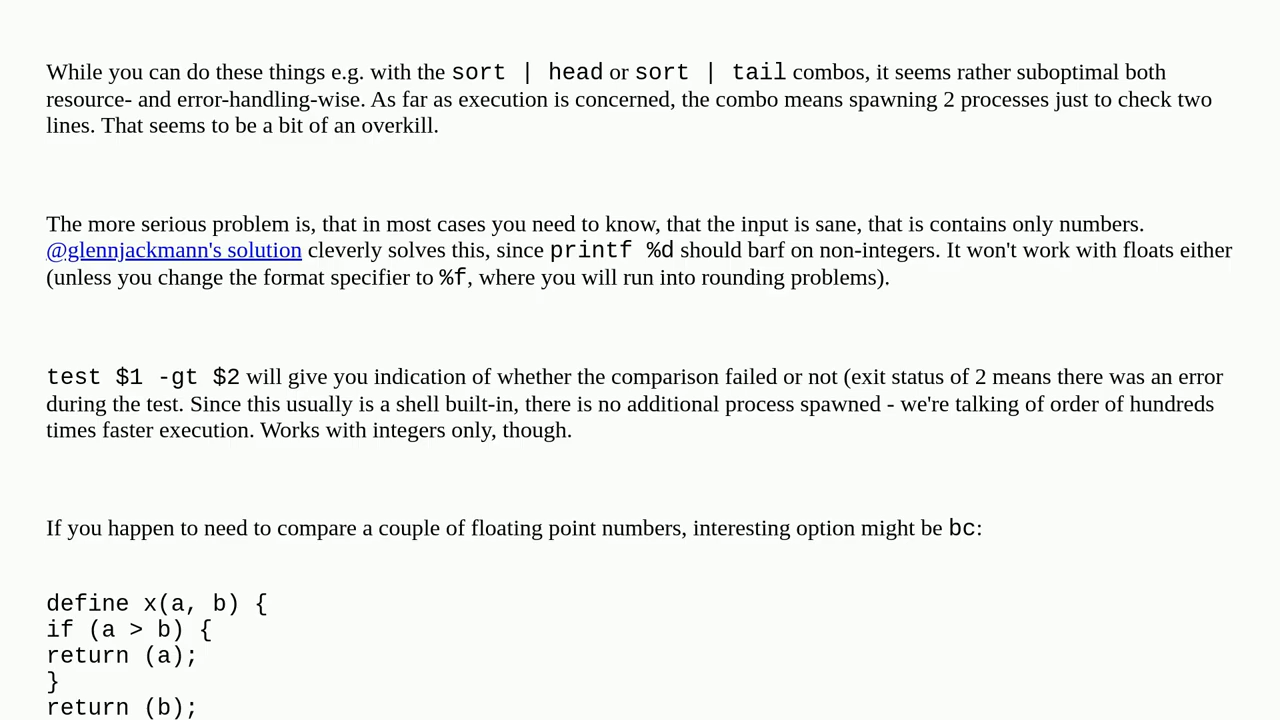 While you can do these things e.g. with the sort | head or sort | tail combos, it seems rather suboptimal both
resource- and error-handling-wise. As far as execution is concerned, the combo means spawning 2 processes just to check two
lines. That seems to be a bit of an overkill.
The more serious problem is, that in most cases you need to know, that the input is sane, that is contains only numbers.
@glennjackmann's solution cleverly solves this, since printf %d should barf on non-integers. It won't work with floats either
(unless you change the format specifier to %f, where you will run into rounding problems).
test $1 -gt $2 will give you indication of whether the comparison failed or not (exit status of 2 means there was an error
during the test. Since this usually is a shell built-in, there is no additional process spawned - we're talking of order of hundreds
times faster execution. Works with integers only, though.
If you happen to need to compare a couple of floating point numbers, interesting option might be bc:
define x(a, b) {
if (a > b) {
return (a);
}
return (b);